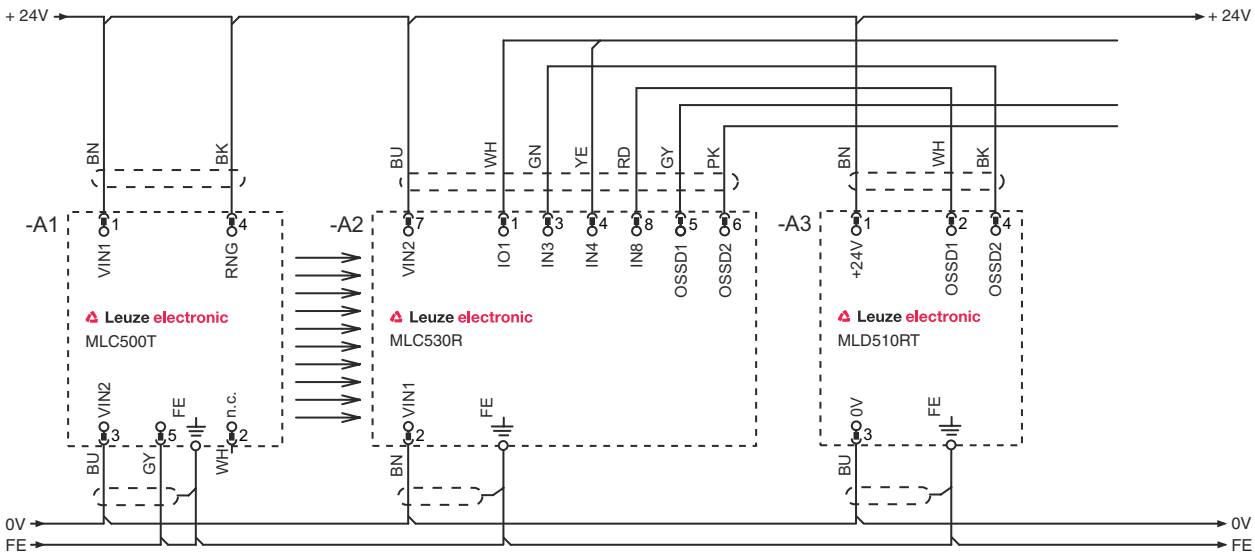 + 24V
+ 24V
BN
BK
BU
WH
GN
YE
RD
GY
PK
BN
WH
BK
-A1
1
4
-A2
7
1
3
4
8
5
6
-A3
1
2
4
VIN1
RNG
VIN2
IO1
IN3
IN4
IN8
OSSD1
OSSD2
+24V
OSSD1
OSSD2
Leuze electronic
MLC500T
Leuze electronic
MLC530R
Leuze electronic
MLD510RT
VIN2
FE
n.c.
VIN1
FE
0V
FE
3
5
2
2
3
BU
GY
WH
BN
BU
0V
0V
FE
FE